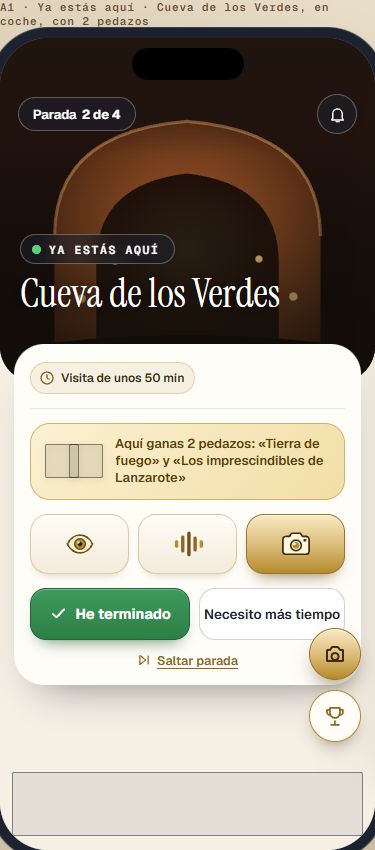 A1 · Ya estás aquí · Cueva de los Verdes, en
coche, con 2 pedazos
Parada 2 de 4
YA ESTÁS AQUÍ
Cueva de los Verdes
Visita de unos 50 min
Aquí ganas 2 pedazos: «Tierra de
fuego» y «Los imprescindibles de
Lanzarote»
He terminado
Necesito más tiempo
Saltar parada